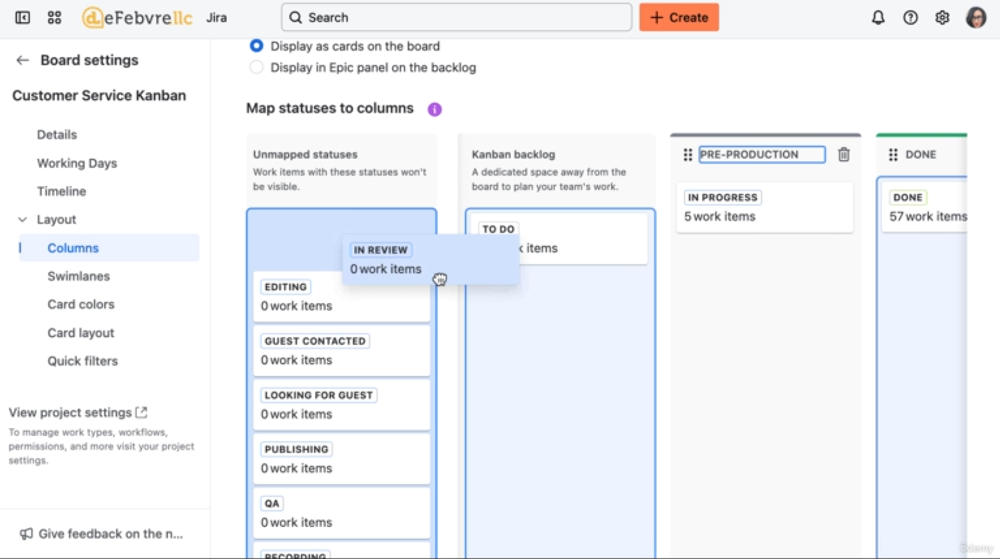 deFebvrellc
Jira
Search
Create
Board settings
Customer Service Kanban
Details
Working Days
Timeline
Layout
Columns
Swimlanes
Card colors
Card layout
Quick filters
View project settings
To manage work types, workflows,
permissions, and more visit your project
settings.
Give feedback on the n...
Display as cards on the board
Display in Epic panel on the backlog
Map statuses to columns
Unmapped statuses
Work items with these statuses won't
be visible.
IN REVIEW
0 work items
EDITING
0 work items
GUEST CONTACTED
0 work items
LOOKING FOR GUEST
0 work items
PUBLISHING
0 work items
QA
0 work items
RECORDING
Kanban backlog
A dedicated space away from the
board to plan your team's work.
TO DO
k items
PRE-PRODUCTION
IN PROGRESS
5 work items
DONE
DONE
57 work items
ûdemy